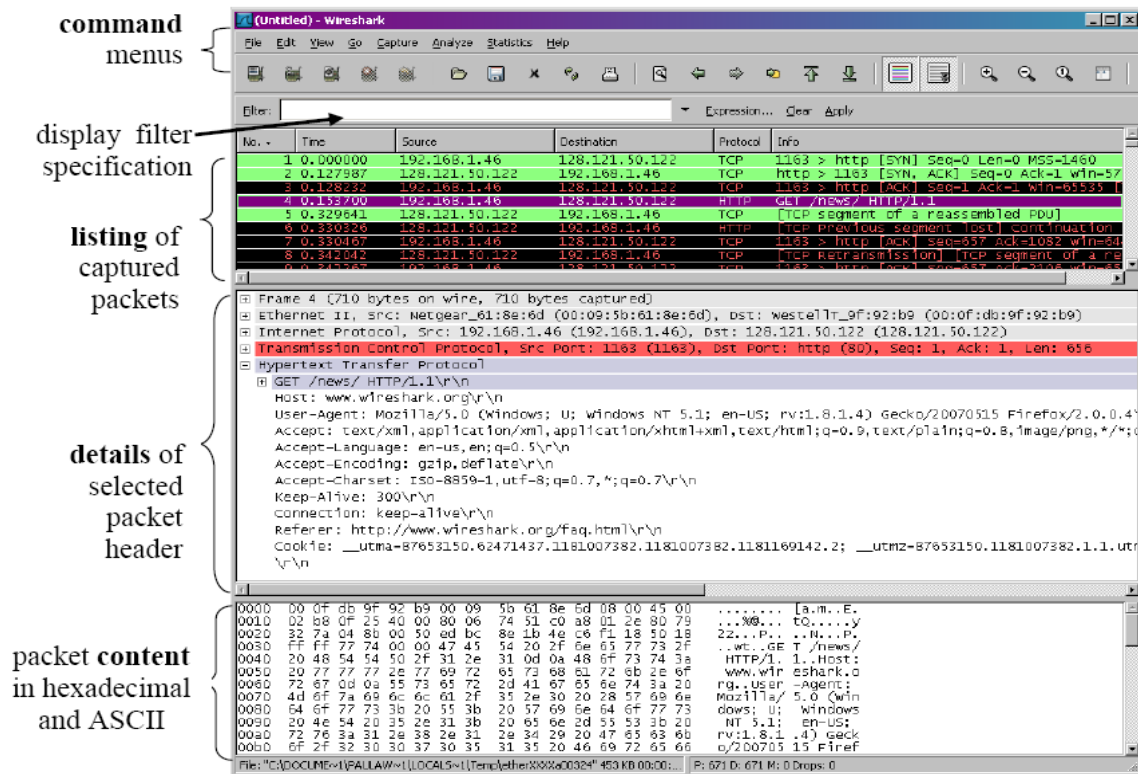 command
menus
display filter
specification
listing of
captured
packets
details of
selected
packet
header
packet content
in hexadecimal
and ASCII
(Untitled) - Wireshark
File Edit View Go Capture Analyze Statistics Help
Filter: Expression... Clear Apply
No. Time Source Destination Protocol Info
1 0.000000 192.168.1.46 128.121.50.122 TCP 1163 > http [SYN] Seq=0 Len=0 MSS=1460
2 0.127987 128.121.50.122 192.168.1.46 TCP http > 1163 [SYN, ACK] Seq=0 Ack=1 Win=57
3 0.128232 192.168.1.46 128.121.50.122 TCP 1163 > http [ACK] Seq=1 Ack=1 Win=65535 [
4 0.153700 192.168.1.46 128.121.50.122 HTTP GET /news/ HTTP/1.1
5 0.329641 128.121.50.122 192.168.1.46 TCP [TCP segment of a reassembled PDU]
6 0.330326 128.121.50.122 192.168.1.46 HTTP [TCP Previous segment lost] Continuation
7 0.330467 192.168.1.46 128.121.50.122 TCP 1163 > http [ACK] Seq=657 Ack=1082 Win=64
8 0.342042 128.121.50.122 192.168.1.46 TCP [TCP Retransmission] [TCP segment of a re
Frame 4 (710 bytes on wire, 710 bytes captured)
Ethernet II, Src: Netgear_61:8e:6d (00:09:5b:61:8e:6d), Dst: WestellT_9f:92:b9 (00:0f:db:9f:92:b9)
Internet Protocol, Src: 192.168.1.46 (192.168.1.46), Dst: 128.121.50.122 (128.121.50.122)
Transmission Control Protocol, Src Port: 1163 (1163), Dst Port: http (80), Seq: 1, Ack: 1, Len: 656
Hypertext Transfer Protocol
GET /news/ HTTP/1.1\r\n
Host: www.wireshark.org\r\n
User-Agent: Mozilla/5.0 (Windows; U; Windows NT 5.1; en-US; rv:1.8.1.4) Gecko/20070515 Firefox/2.0.0.4\
Accept: text/xml,application/xml,application/xhtml+xml,text/html;q=0.9,text/plain;q=0.8,image/png,*/*;
Accept-Language: en-us,en;q=0.5\r\n
Accept-Encoding: gzip,deflate\r\n
Accept-Charset: ISO-8859-1,utf-8;q=0.7,*;q=0.7\r\n
Keep-Alive: 300\r\n
Connection: keep-alive\r\n
Referer: http://www.wireshark.org/faq.html\r\n
Cookie: __utma=87653150.62471437.1181007382.1181007382.1181169142.2; __utmz=87653150.1181007382.1.1.utm
\r\n
0000 00 0f db 9f 92 b9 00 09 5b 61 8e 6d 08 00 45 00 ........ [a.m..E.
0010 02 b8 0f 25 40 00 80 06 74 51 c0 a8 01 2e 80 79 ...%@... tQ.....y
0020 32 7a 04 8b 00 50 ed bc 8e 1b 4e c6 f1 18 50 18 2z...P.. ..N...P.
0030 ff ff 77 74 00 00 47 45 54 20 2f 6e 65 77 73 2f ..wt..GE T /news/
0040 20 48 54 54 50 2f 31 2e 31 0d 0a 48 6f 73 74 3a HTTP/1. 1..Host:
0050 20 77 77 77 2e 77 69 72 65 73 68 61 72 6b 2e 6f www.wir eshark.o
0060 72 67 0d 0a 55 73 65 72 2d 41 67 65 6e 74 3a 20 rg..User -Agent:
0070 4d 6f 7a 69 6c 6c 61 2f 35 2e 30 20 28 57 69 6e Mozilla/ 5.0 (Win
0080 64 6f 77 73 3b 20 55 3b 20 57 69 6e 64 6f 77 73 dows; U; Windows
0090 20 4e 54 20 35 2e 31 3b 20 65 6e 2d 55 53 3b 20 NT 5.1; en-US;
00a0 72 76 3a 31 2e 38 2e 31 2e 34 29 20 47 65 63 6b rv:1.8.1 .4) Geck
00b0 6f 2f 32 30 30 37 30 35 31 35 20 46 69 72 65 66 o/200705 15 Firef
File: "C:\DOCUME~1\PALLAW~1\LOCALS~1\Temp\etherXXXXa00324" 453 KB 00:00:... P: 671 D: 671 M: 0 Drops: 0